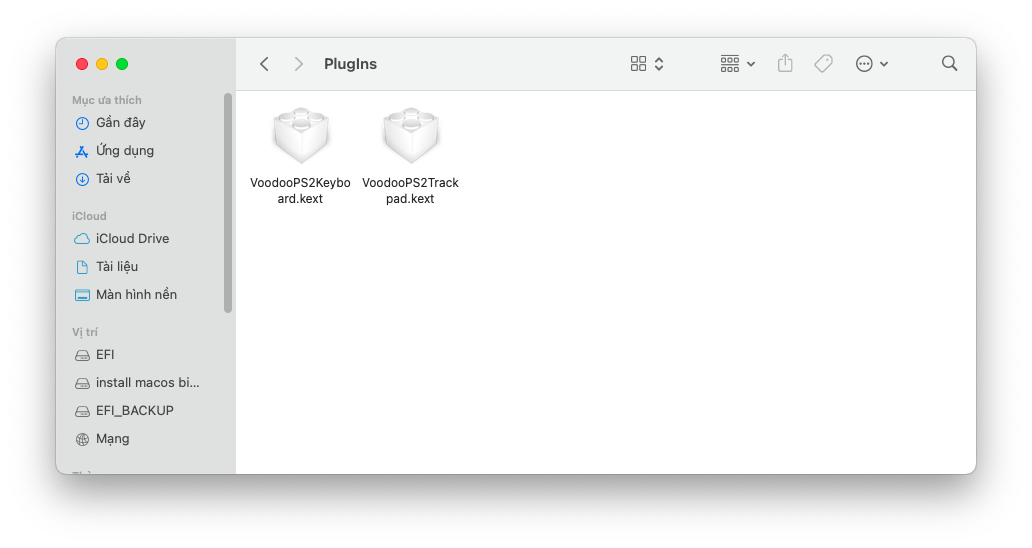 PlugIns
Mục ưa thích
Gần đây
Ứng dụng
Tải về
iCloud
iCloud Drive
Tài liệu
Màn hình nền
Vị trí
EFI
install macos bi...
EFI_BACKUP
Mạng
VoodooPS2Keybo
ard.kext
VoodooPS2Track
pad.kext